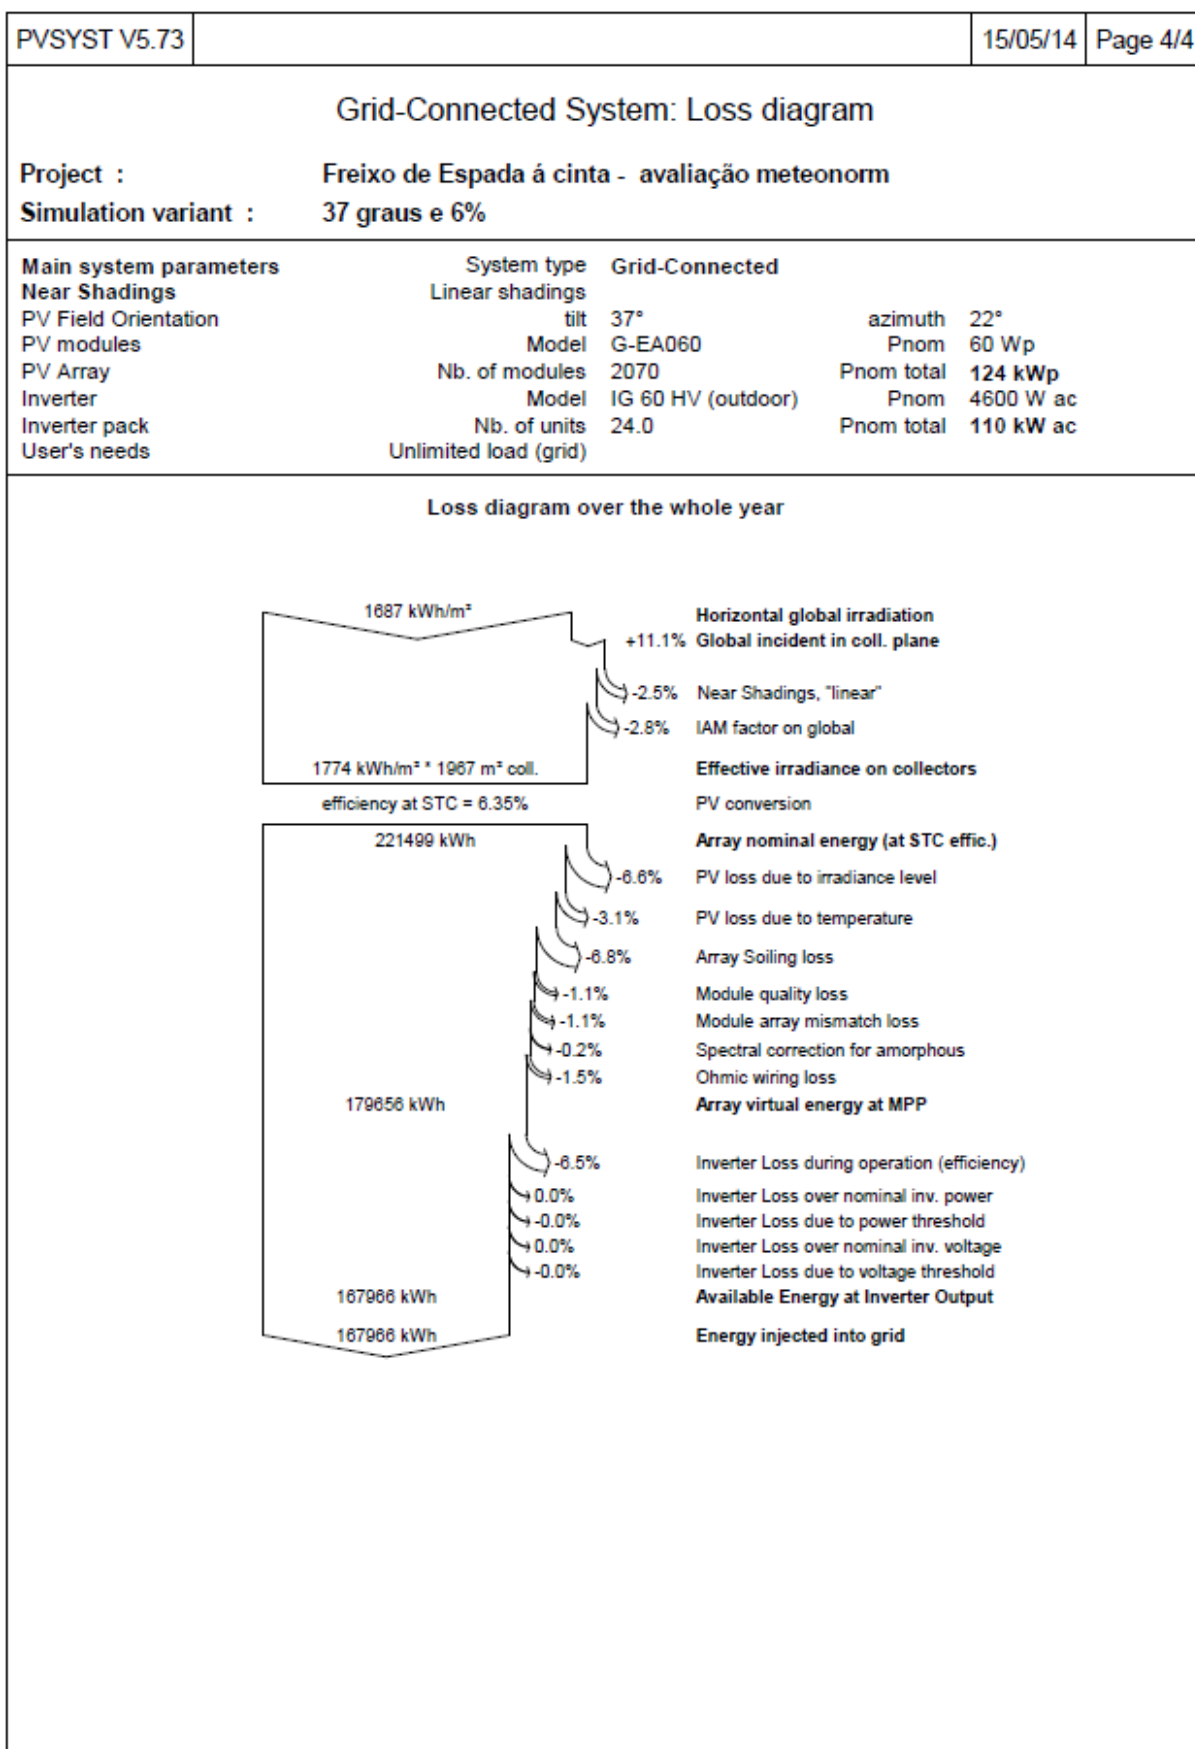 PVSYST V5.73 15/05/14 Page 4/4
Grid-Connected System: Loss diagram
Project : Freixo de Espada á cinta - avaliação meteonorm
Simulation variant : 37 graus e 6%
Main system parameters System type Grid-Connected
Near Shadings Linear shadings
PV Field Orientation tilt 37° azimuth 22°
PV modules Model G-EA060 Pnom 60 Wp
PV Array Nb. of modules 2070 Pnom total 124 kWp
Inverter Model IG 60 HV (outdoor) Pnom 4600 W ac
Inverter pack Nb. of units 24.0 Pnom total 110 kW ac
User's needs Unlimited load (grid)
Loss diagram over the whole year
1687 kWh/m² Horizontal global irradiation
+11.1% Global incident in coll. plane
-2.5% Near Shadings, "linear"
-2.8% IAM factor on global
1774 kWh/m² * 1967 m² coll. Effective irradiance on collectors
efficiency at STC = 6.35% PV conversion
221499 kWh Array nominal energy (at STC effic.)
-6.6% PV loss due to irradiance level
-3.1% PV loss due to temperature
-6.8% Array Soiling loss
-1.1% Module quality loss
-1.1% Module array mismatch loss
-0.2% Spectral correction for amorphous
-1.5% Ohmic wiring loss
179656 kWh Array virtual energy at MPP
-6.5% Inverter Loss during operation (efficiency)
0.0% Inverter Loss over nominal inv. power
-0.0% Inverter Loss due to power threshold
0.0% Inverter Loss over nominal inv. voltage
-0.0% Inverter Loss due to voltage threshold
167966 kWh Available Energy at Inverter Output
167966 kWh Energy injected into grid